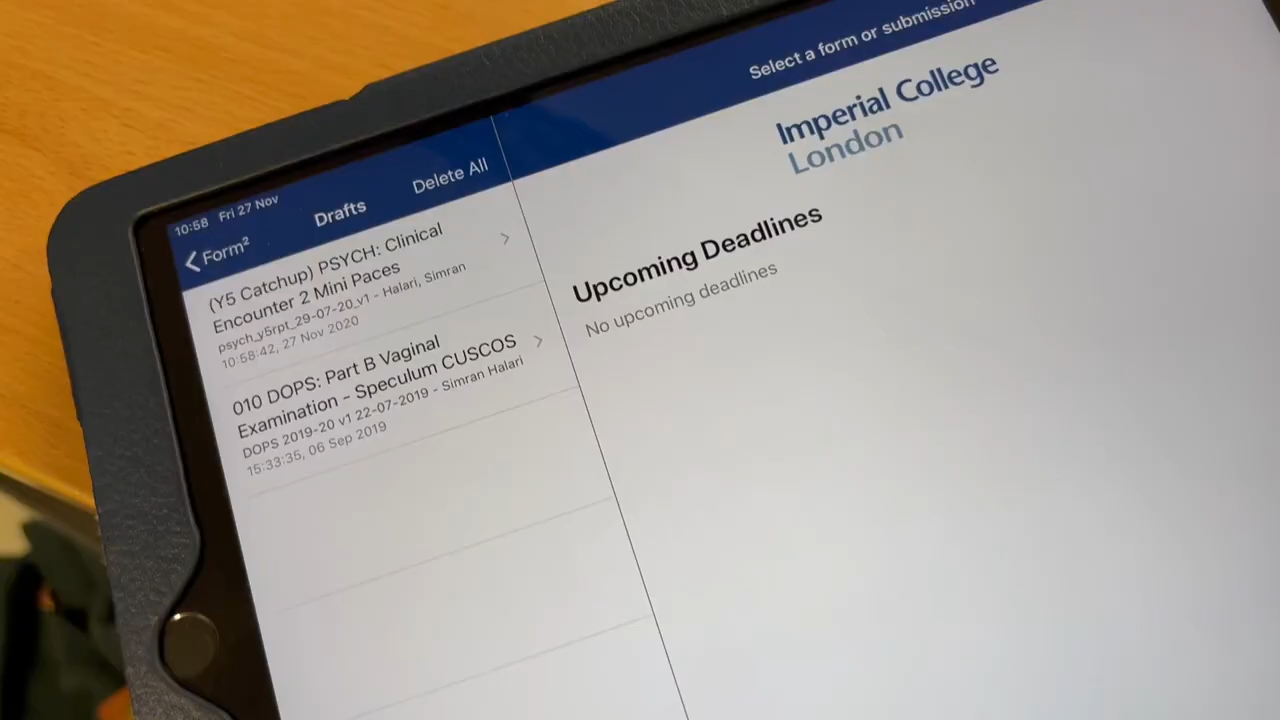 10:58 Fri 27 Nov
Form²
Drafts
Delete All
(Y5 Catchup) PSYCH: Clinical
Encounter 2 Mini Paces
psych_y5rpt_29-07-20_v1 - Halari, Simran
10:58:42, 27 Nov 2020
010 DOPS: Part B Vaginal
Examination - Speculum CUSCOS
DOPS 2019-20 v1 22-07-2019 - Simran Halari
15:33:35, 06 Sep 2019
Select a form or submission
Imperial College
London
Upcoming Deadlines
No upcoming deadlines